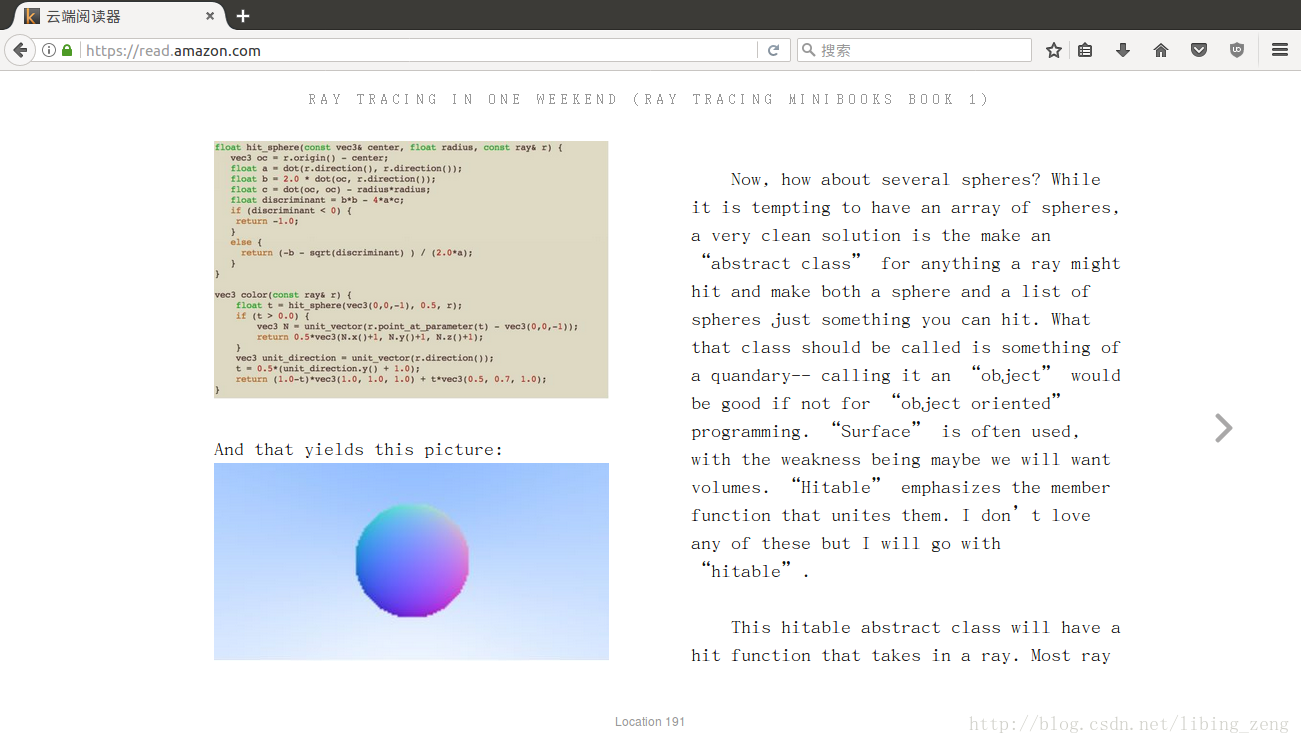 云端阅读器
https://read.amazon.com
搜索
RAY TRACING IN ONE WEEKEND (RAY TRACING MINIBOOKS BOOK 1)
float hit_sphere(const vec3& center, float radius, const ray& r) {
vec3 oc = r.origin() - center;
float a = dot(r.direction(), r.direction());
float b = 2.0 * dot(oc, r.direction());
float c = dot(oc, oc) - radius*radius;
float discriminant = b*b - 4*a*c;
if (discriminant < 0) {
return -1.0;
}
else {
return (-b - sqrt(discriminant) ) / (2.0*a);
}
}
vec3 color(const ray& r) {
float t = hit_sphere(vec3(0,0,-1), 0.5, r);
if (t > 0.0) {
vec3 N = unit_vector(r.point_at_parameter(t) - vec3(0,0,-1));
return 0.5*vec3(N.x()+1, N.y()+1, N.z()+1);
}
vec3 unit_direction = unit_vector(r.direction());
t = 0.5*(unit_direction.y() + 1.0);
return (1.0-t)*vec3(1.0, 1.0, 1.0) + t*vec3(0.5, 0.7, 1.0);
}
And that yields this picture:
Now, how about several spheres? While
it is tempting to have an array of spheres,
a very clean solution is the make an
“abstract class” for anything a ray might
hit and make both a sphere and a list of
spheres just something you can hit. What
that class should be called is something of
a quandary-- calling it an “object” would
be good if not for “object oriented”
programming. “Surface” is often used,
with the weakness being maybe we will want
volumes. “Hitable” emphasizes the member
function that unites them. I don’t love
any of these but I will go with
“hitable”.
This hitable abstract class will have a
hit function that takes in a ray. Most ray
Location 191
http://blog.csdn.net/libing_zeng